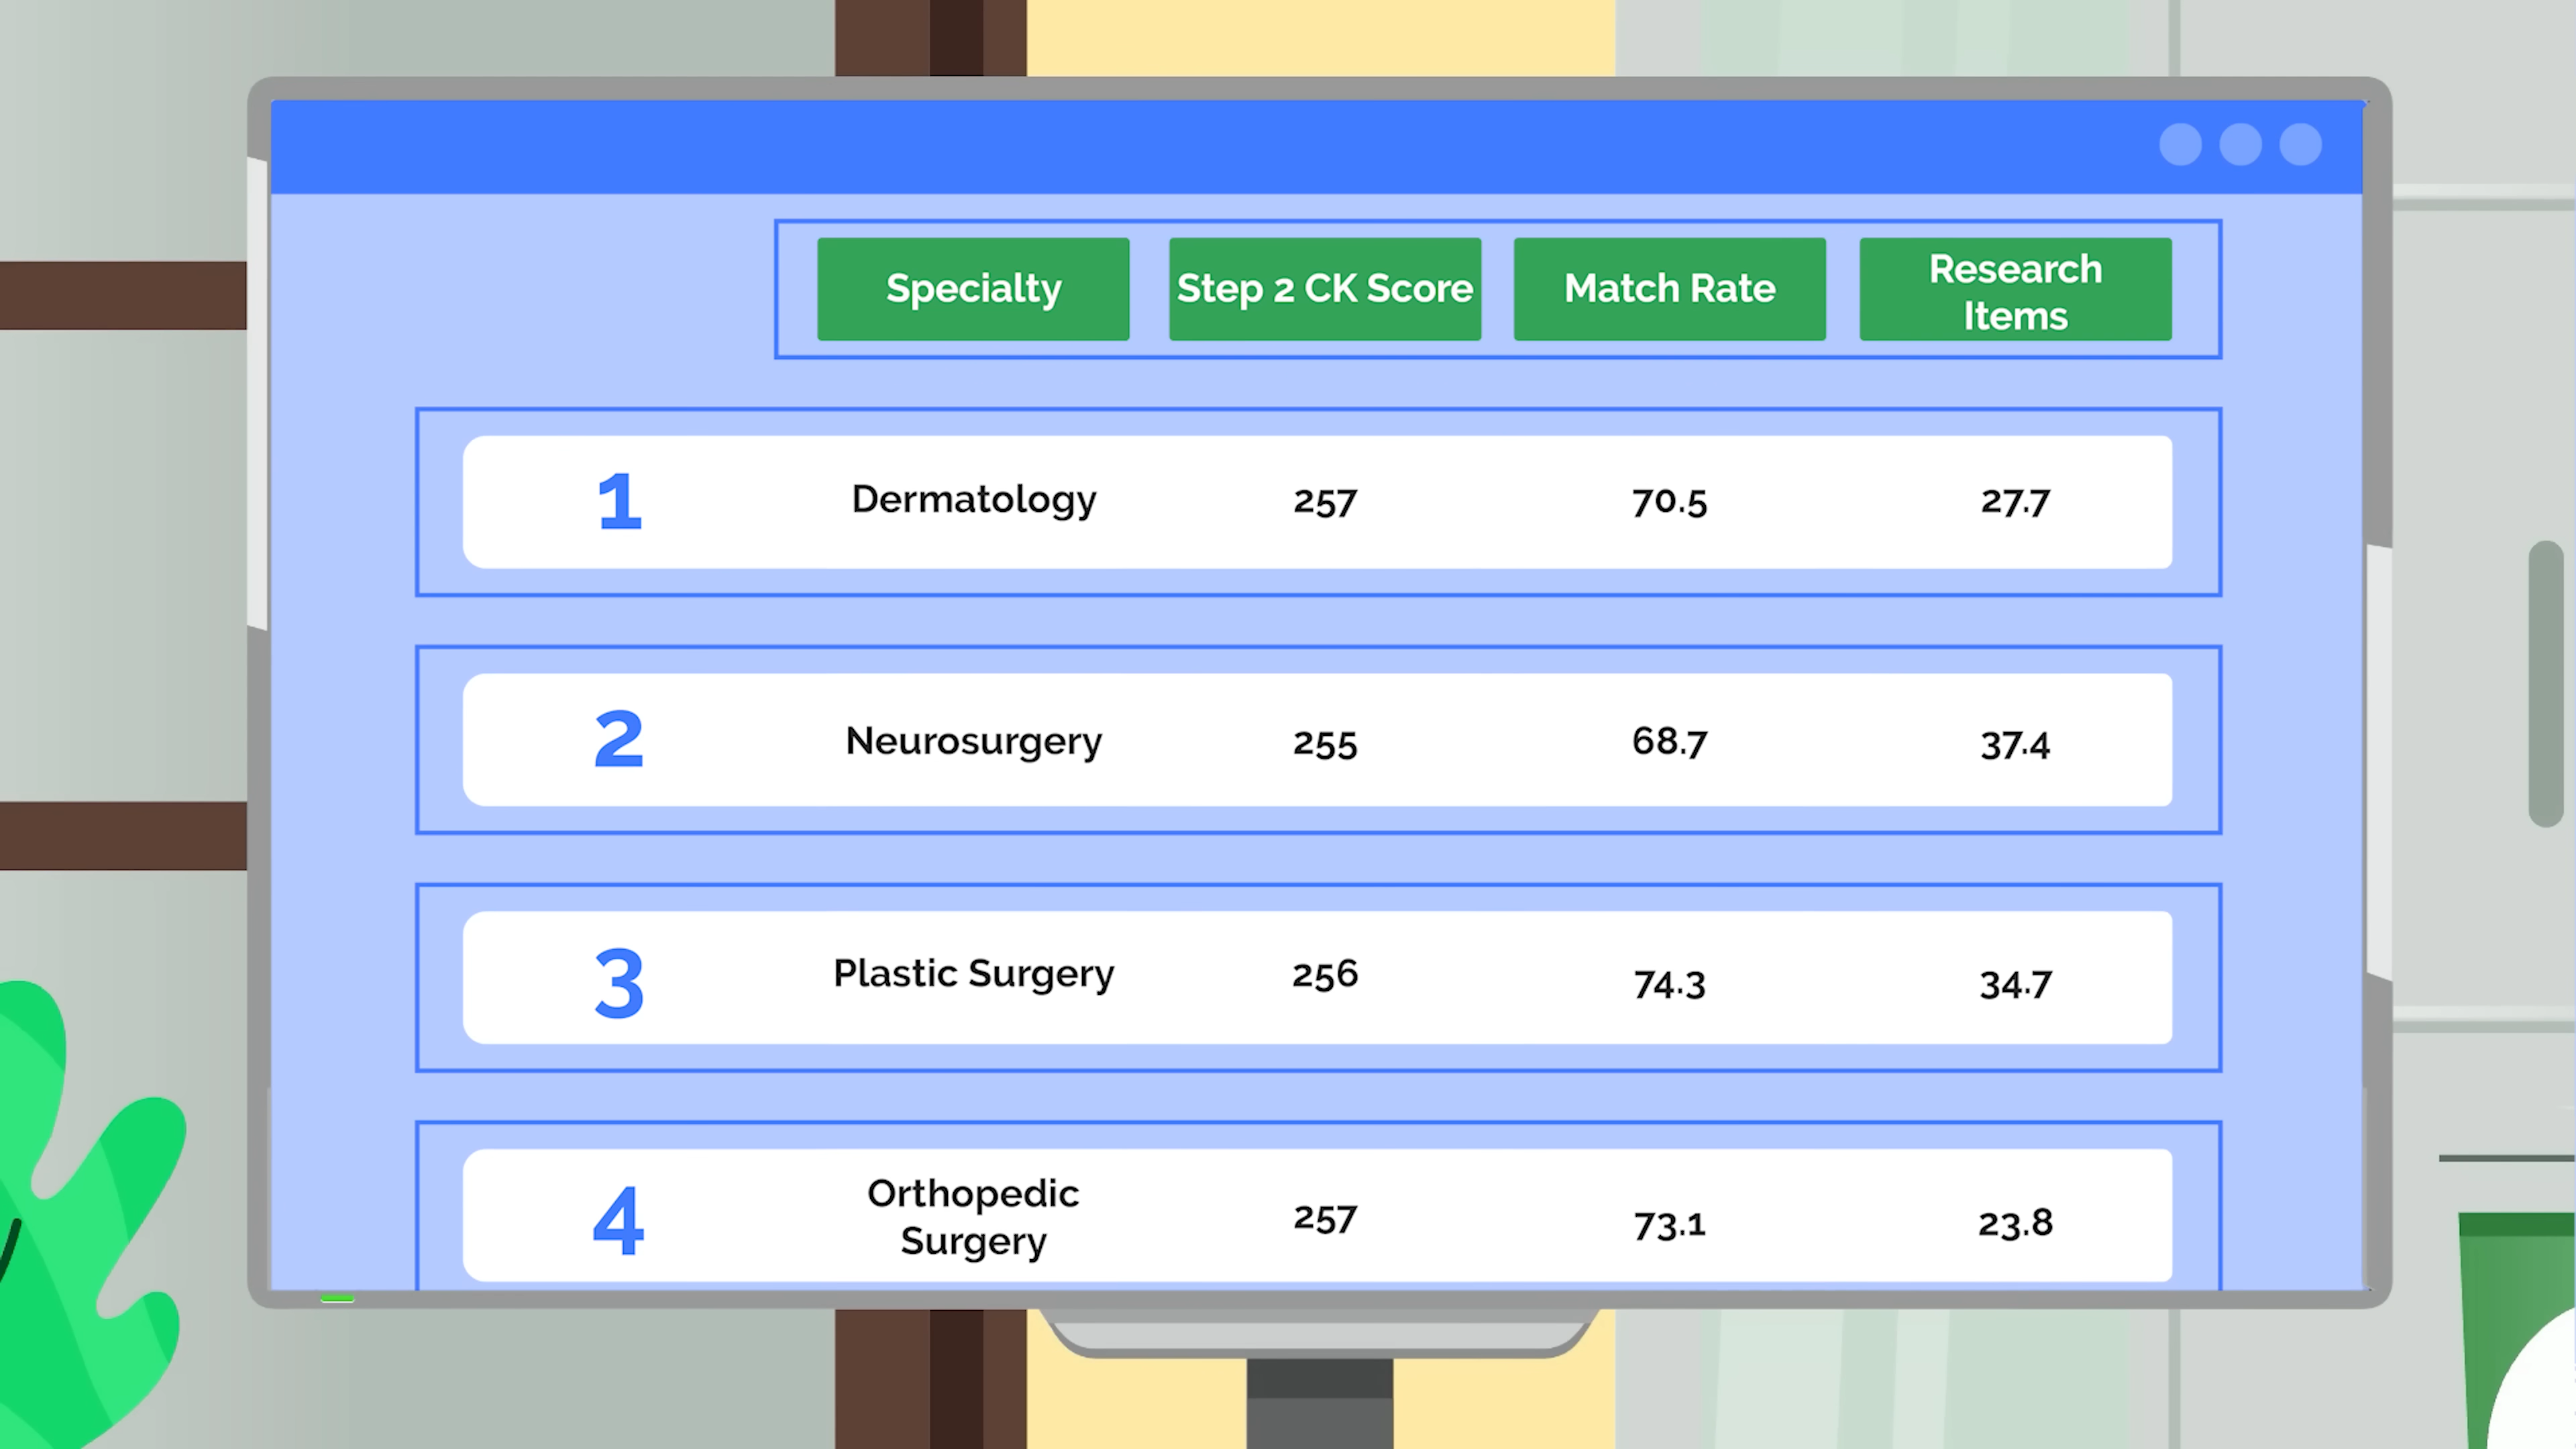 Specialty Step 2 CK Score Match Rate Research Items
1 Dermatology 257 70.5 27.7
2 Neurosurgery 255 68.7 37.4
3 Plastic Surgery 256 74.3 34.7
4 Orthopedic Surgery 257 73.1 23.8